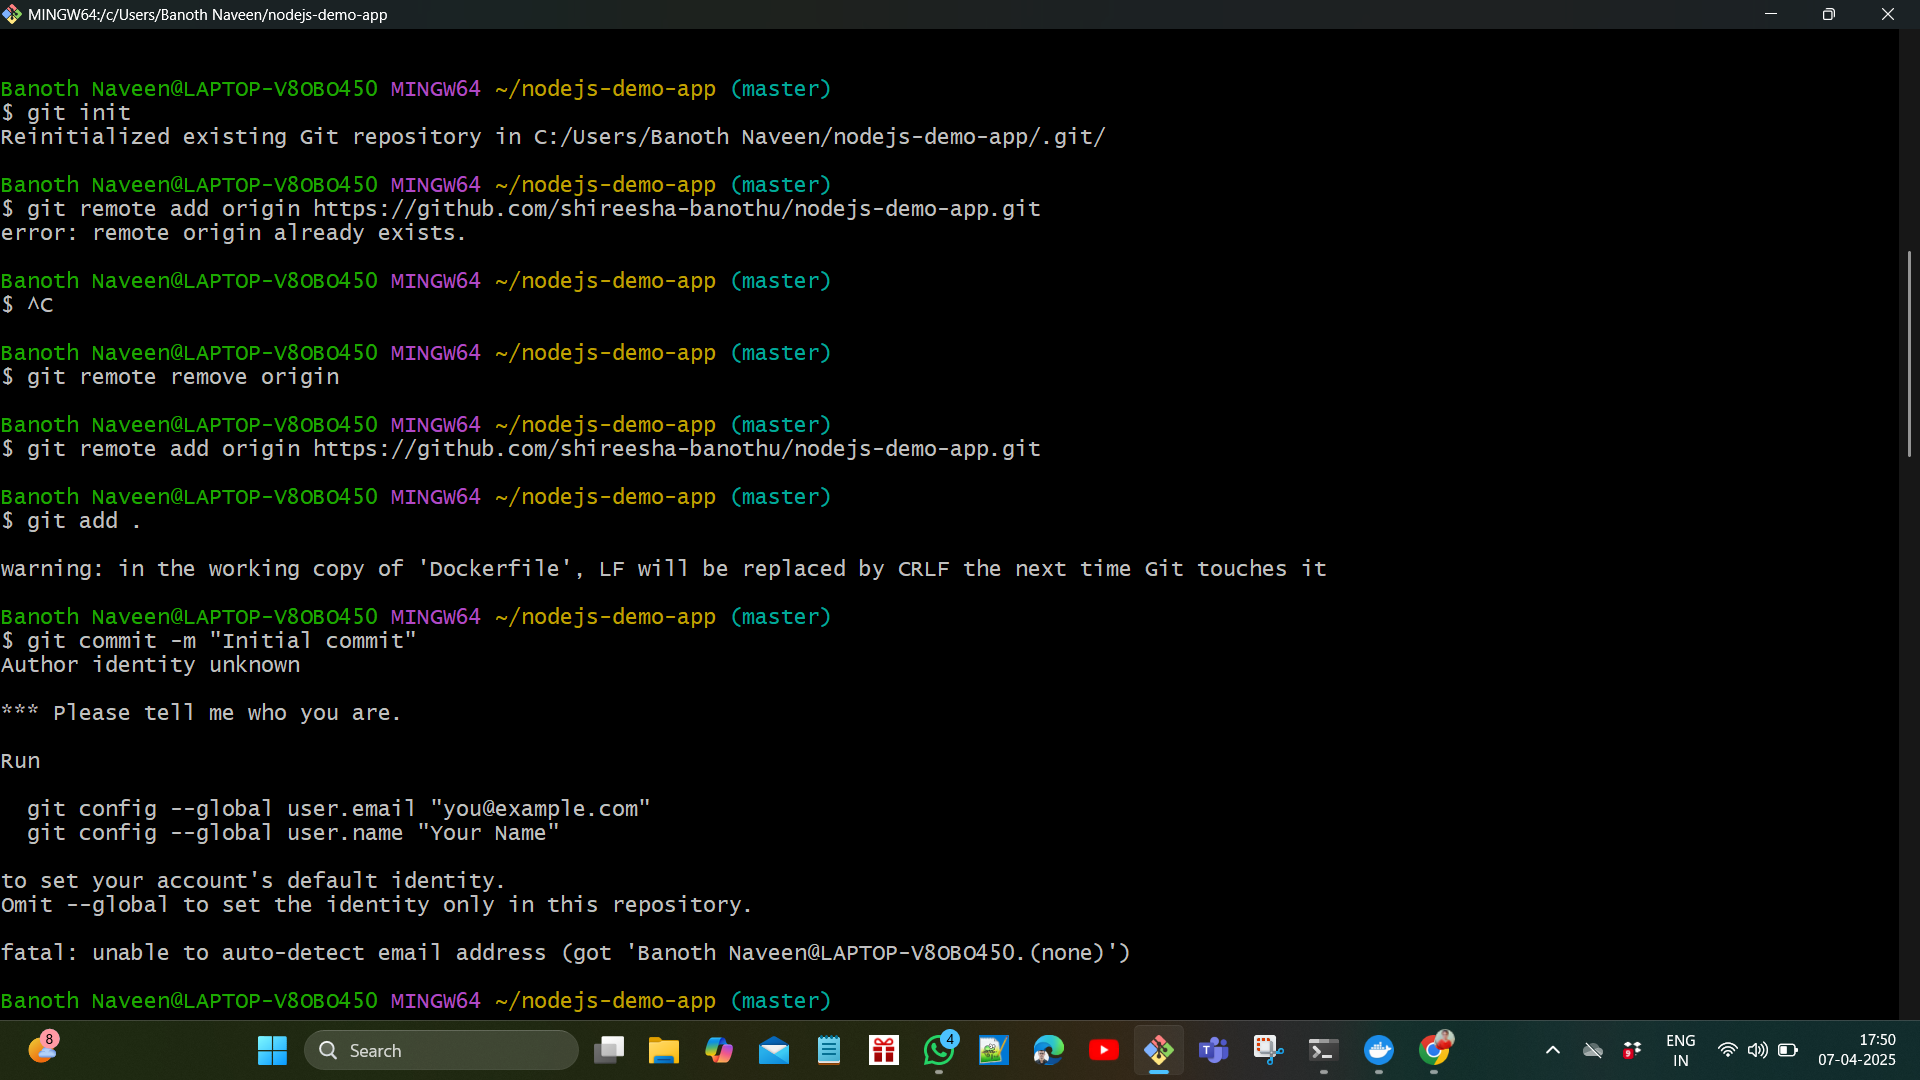 MINGW64:/c/Users/Banoth Naveen/nodejs-demo-app
Banoth Naveen@LAPTOP-V8OBO450 MINGW64 ~/nodejs-demo-app (master)
$ git init
Reinitialized existing Git repository in C:/Users/Banoth Naveen/nodejs-demo-app/.git/
Banoth Naveen@LAPTOP-V8OBO450 MINGW64 ~/nodejs-demo-app (master)
$ git remote add origin https://github.com/shireesha-banothu/nodejs-demo-app.git
error: remote origin already exists.
Banoth Naveen@LAPTOP-V8OBO450 MINGW64 ~/nodejs-demo-app (master)
$ ^C
Banoth Naveen@LAPTOP-V8OBO450 MINGW64 ~/nodejs-demo-app (master)
$ git remote remove origin
Banoth Naveen@LAPTOP-V8OBO450 MINGW64 ~/nodejs-demo-app (master)
$ git remote add origin https://github.com/shireesha-banothu/nodejs-demo-app.git
Banoth Naveen@LAPTOP-V8OBO450 MINGW64 ~/nodejs-demo-app (master)
$ git add .
warning: in the working copy of 'Dockerfile', LF will be replaced by CRLF the next time Git touches it
Banoth Naveen@LAPTOP-V8OBO450 MINGW64 ~/nodejs-demo-app (master)
$ git commit -m "Initial commit"
Author identity unknown
*** Please tell me who you are.
Run
git config --global user.email "you@example.com"
git config --global user.name "Your Name"
to set your account's default identity.
Omit --global to set the identity only in this repository.
fatal: unable to auto-detect email address (got 'Banoth Naveen@LAPTOP-V8OBO450.(none)')
Banoth Naveen@LAPTOP-V8OBO450 MINGW64 ~/nodejs-demo-app (master)
8
Search
4
9
ENG
IN
17:50
07-04-2025